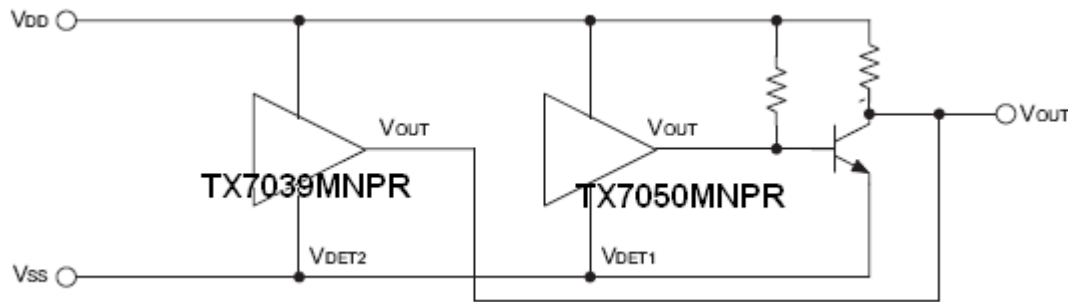 VDD
VOUT
VOUT
VOUT
TX7039MNPR
TX7050MNPR
VDET2
VDET1
VSS